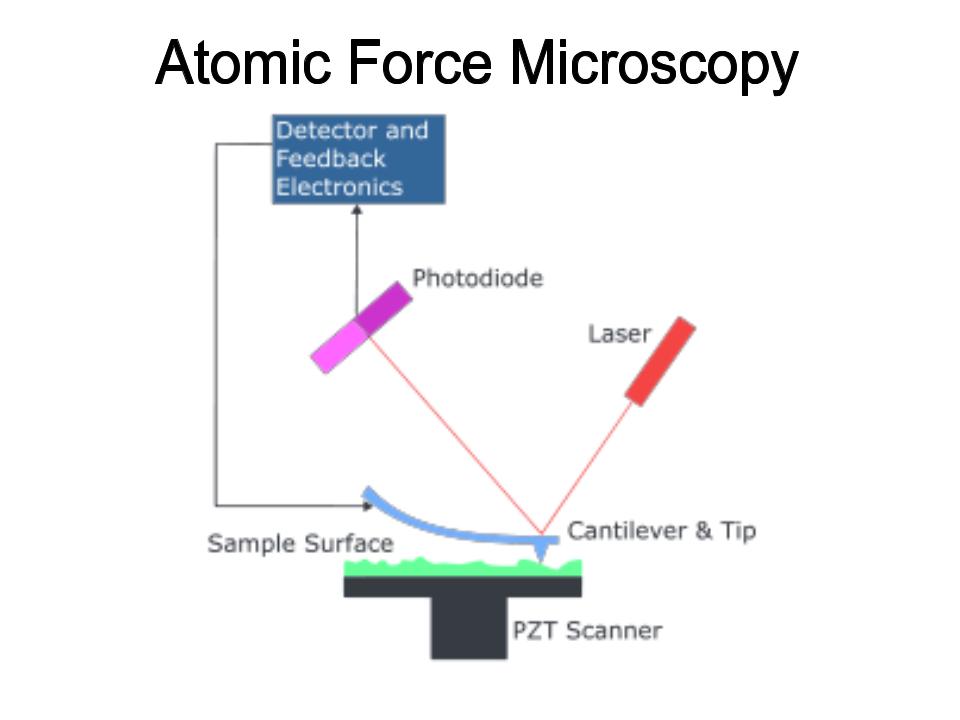 Atomic Force Microscopy
Detector and
Feedback
Electronics
Photodiode
Laser
Cantilever & Tip
Sample Surface
PZT Scanner